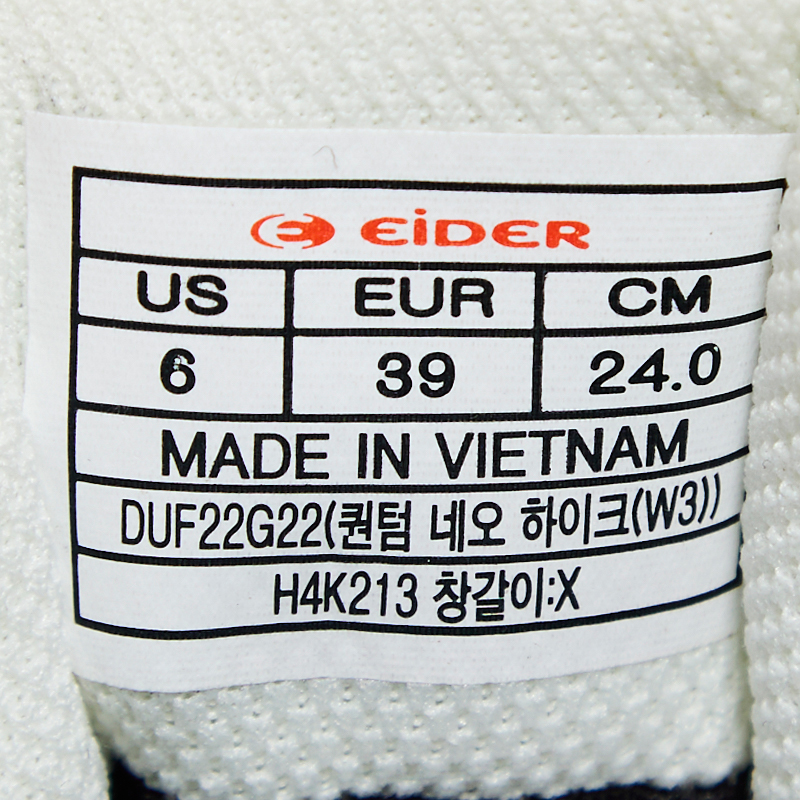 EiDER
US EUR CM
6 39 24.0
MADE IN VIETNAM
DUF22G22(퀀텀 네오 하이크(W3))
H4K213 창갈이:X